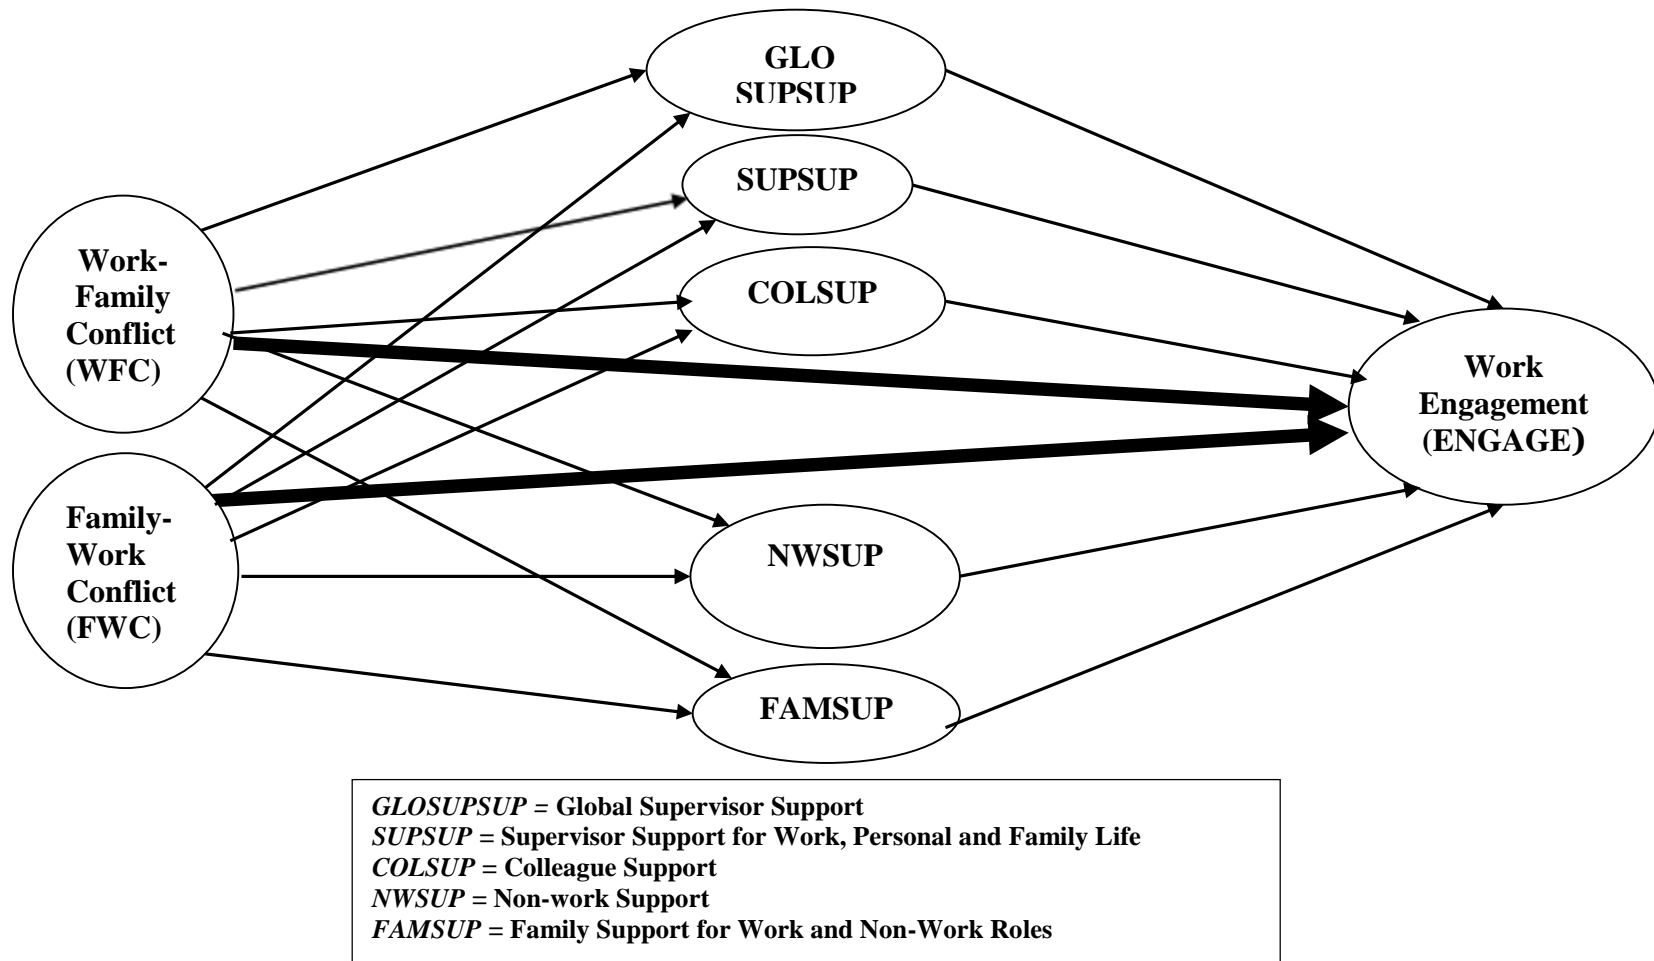 GLO
SUPSUP
SUPSUP
COLSUP
Work-
Family
Conflict
(WFC)
Work
Engagement
(ENGAGE)
Family-
Work
Conflict
(FWC)
NWSUP
FAMSUP
GLOSUPSUP = Global Supervisor Support
SUPSUP = Supervisor Support for Work, Personal and Family Life
COLSUP = Colleague Support
NWSUP = Non-work Support
FAMSUP = Family Support for Work and Non-Work Roles